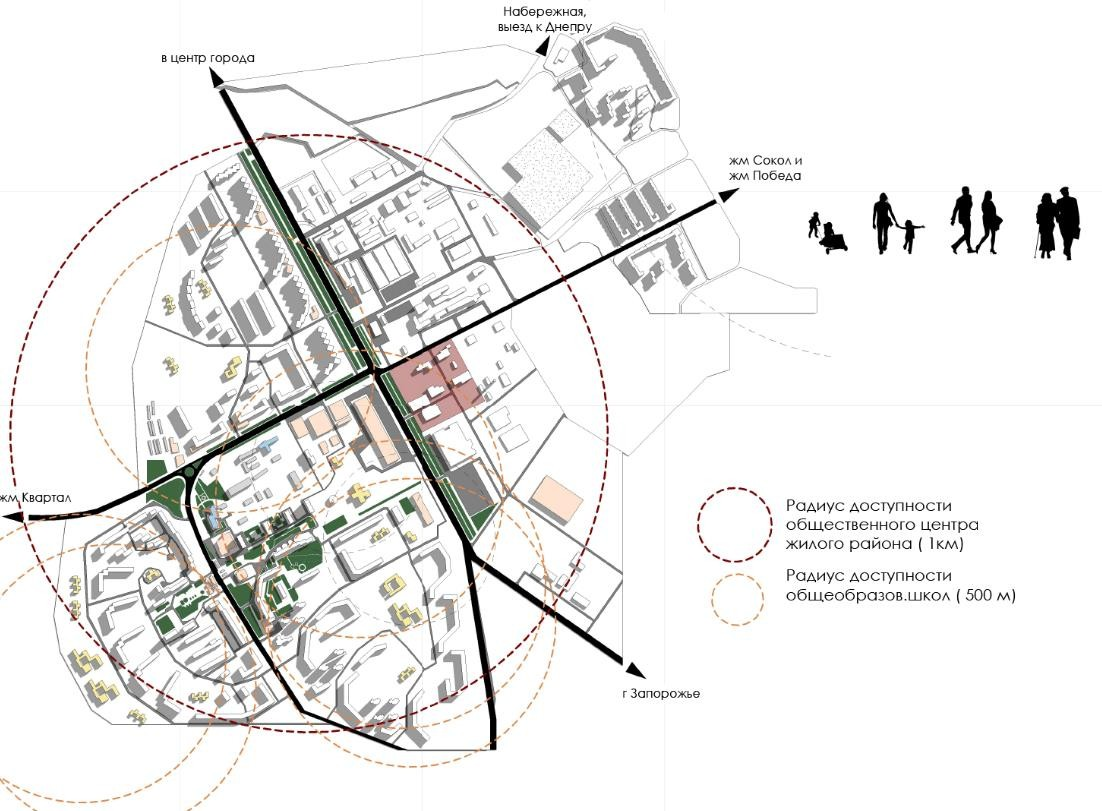 Набережная,
выезд к Днепру
в центр города
жм Сокол и
жм Победа
жм Квартал
Радиус доступности
общественного центра
жилого района ( 1км)
Радиус доступности
общеобразов.школ ( 500 м)
г Запорожье